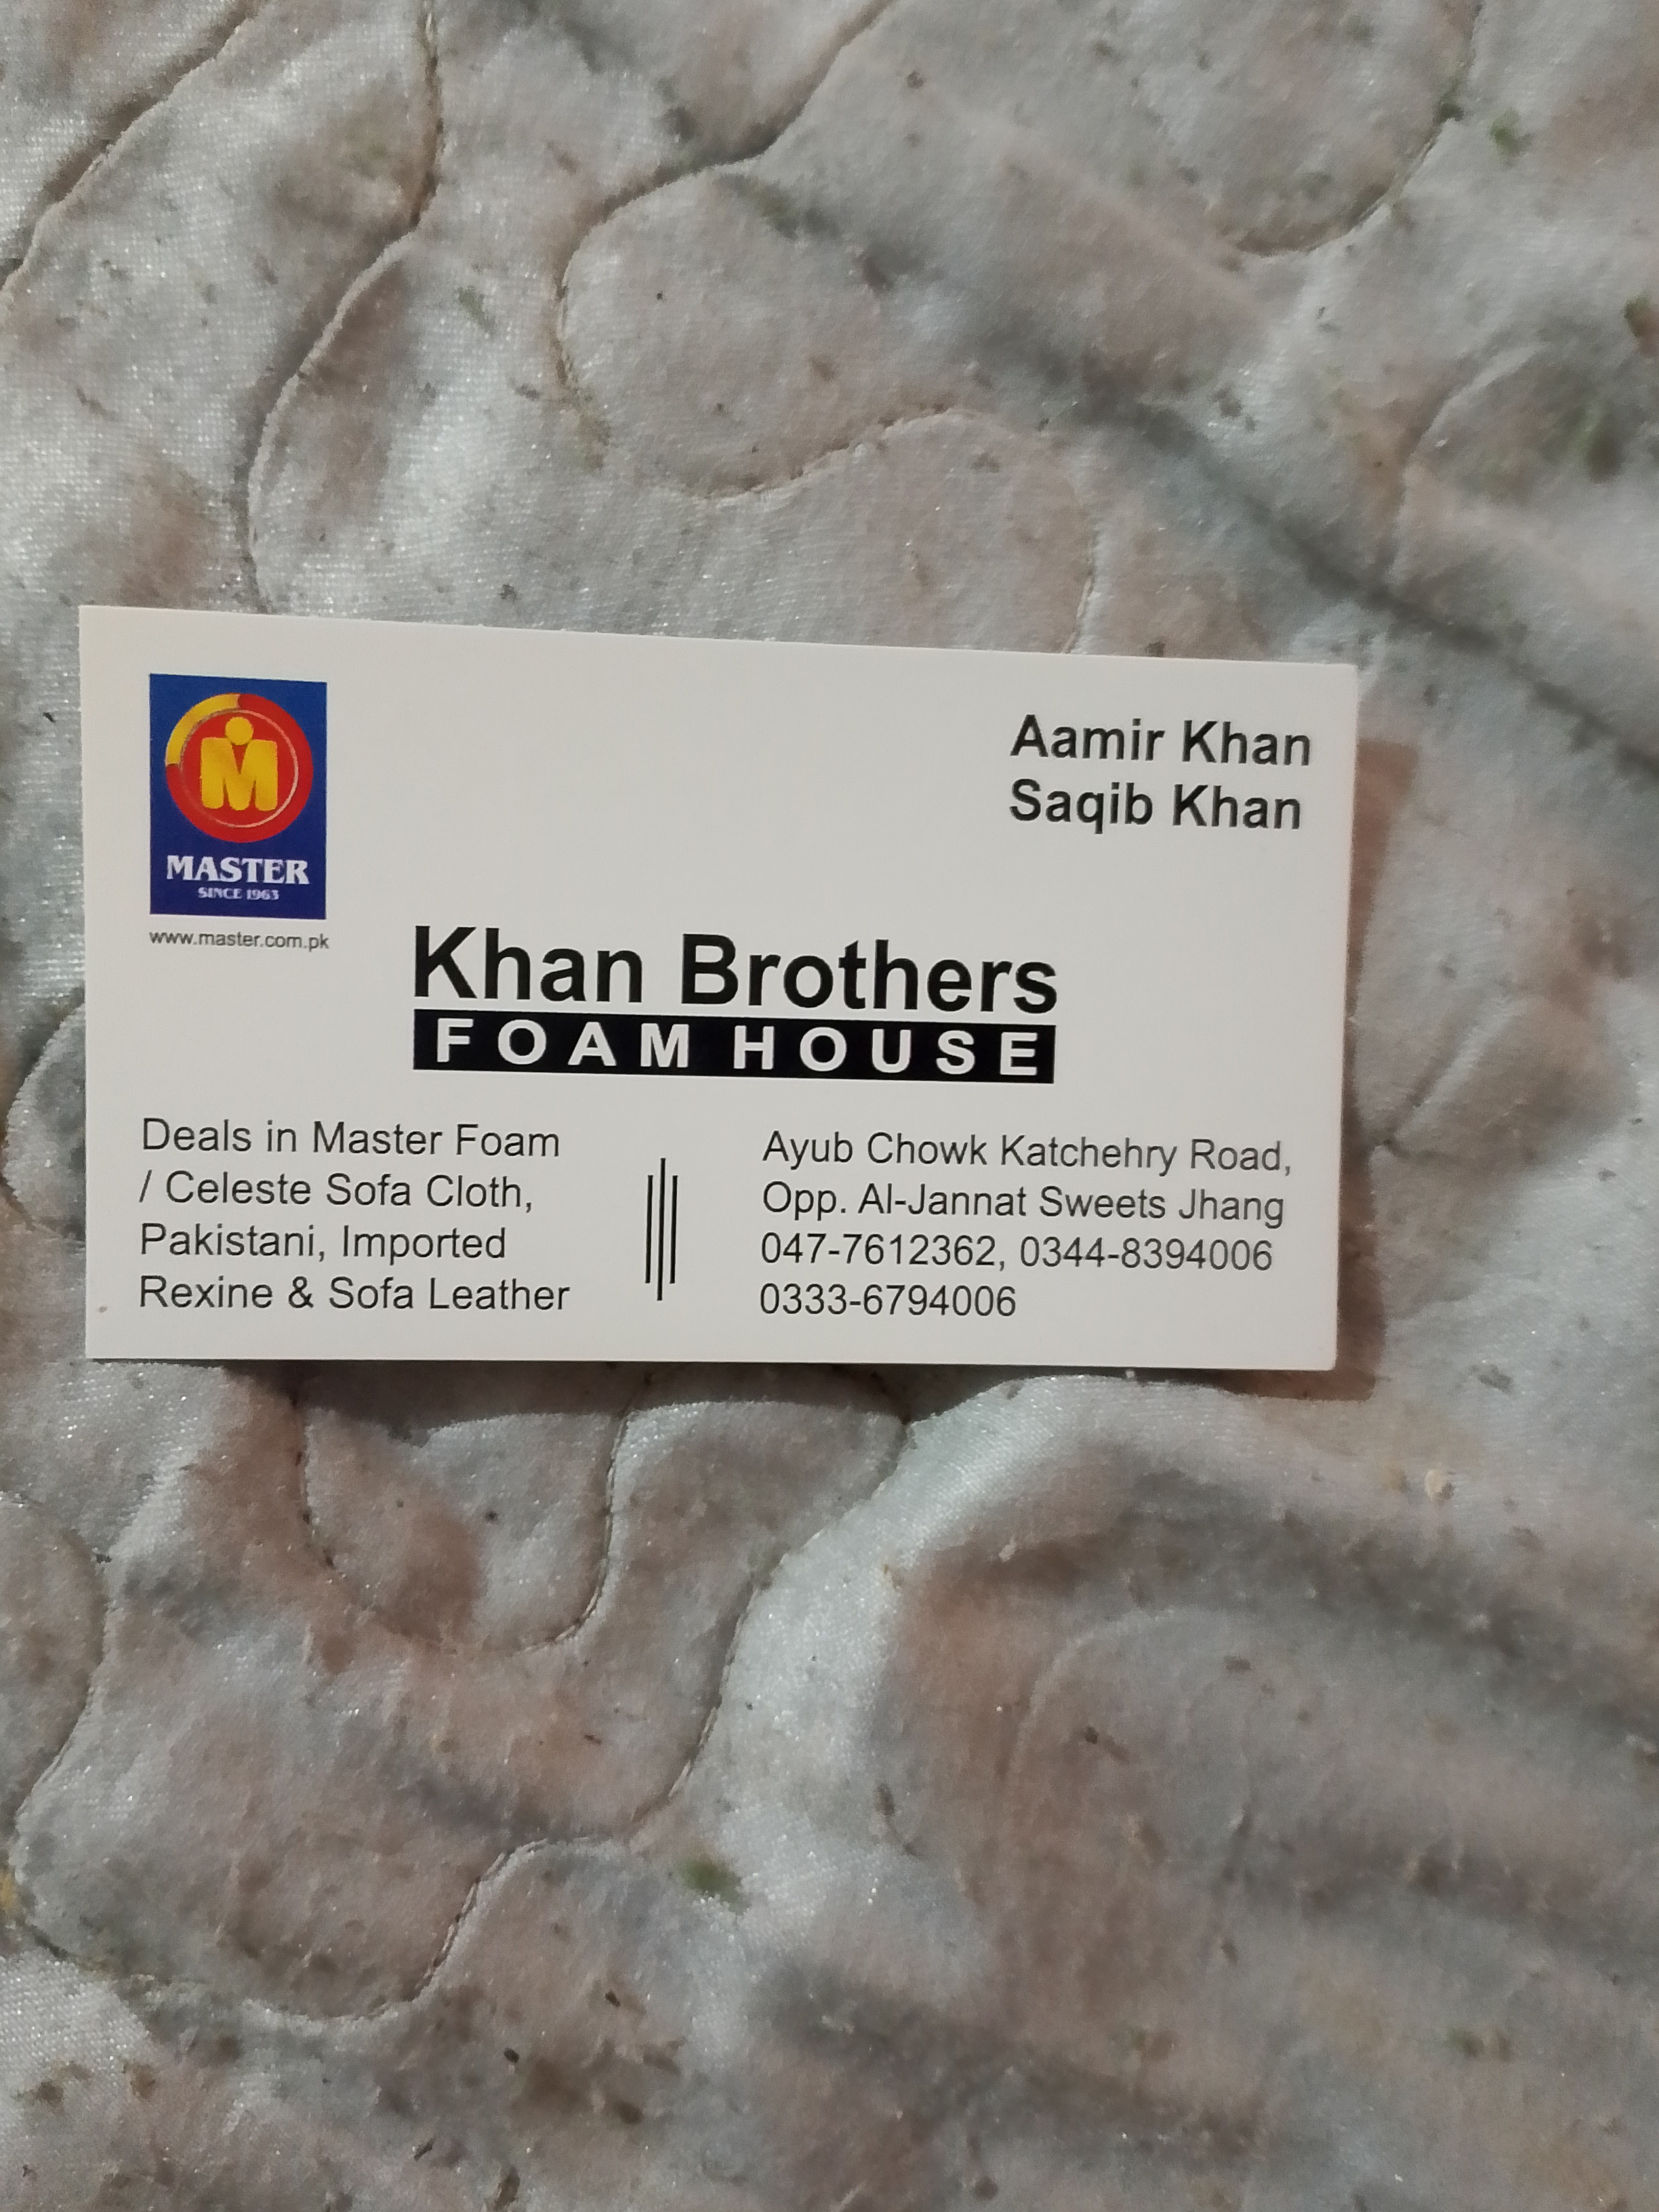 MASTER
SINCE 1963
www.master.com.pk
Aamir Khan
Saqib Khan
Khan Brothers
FOAM HOUSE
Deals in Master Foam
/ Celeste Sofa Cloth,
Pakistani, Imported
Rexine & Sofa Leather
Ayub Chowk Katchehry Road,
Opp. Al-Jannat Sweets Jhang
047-7612362, 0344-8394006
0333-6794006